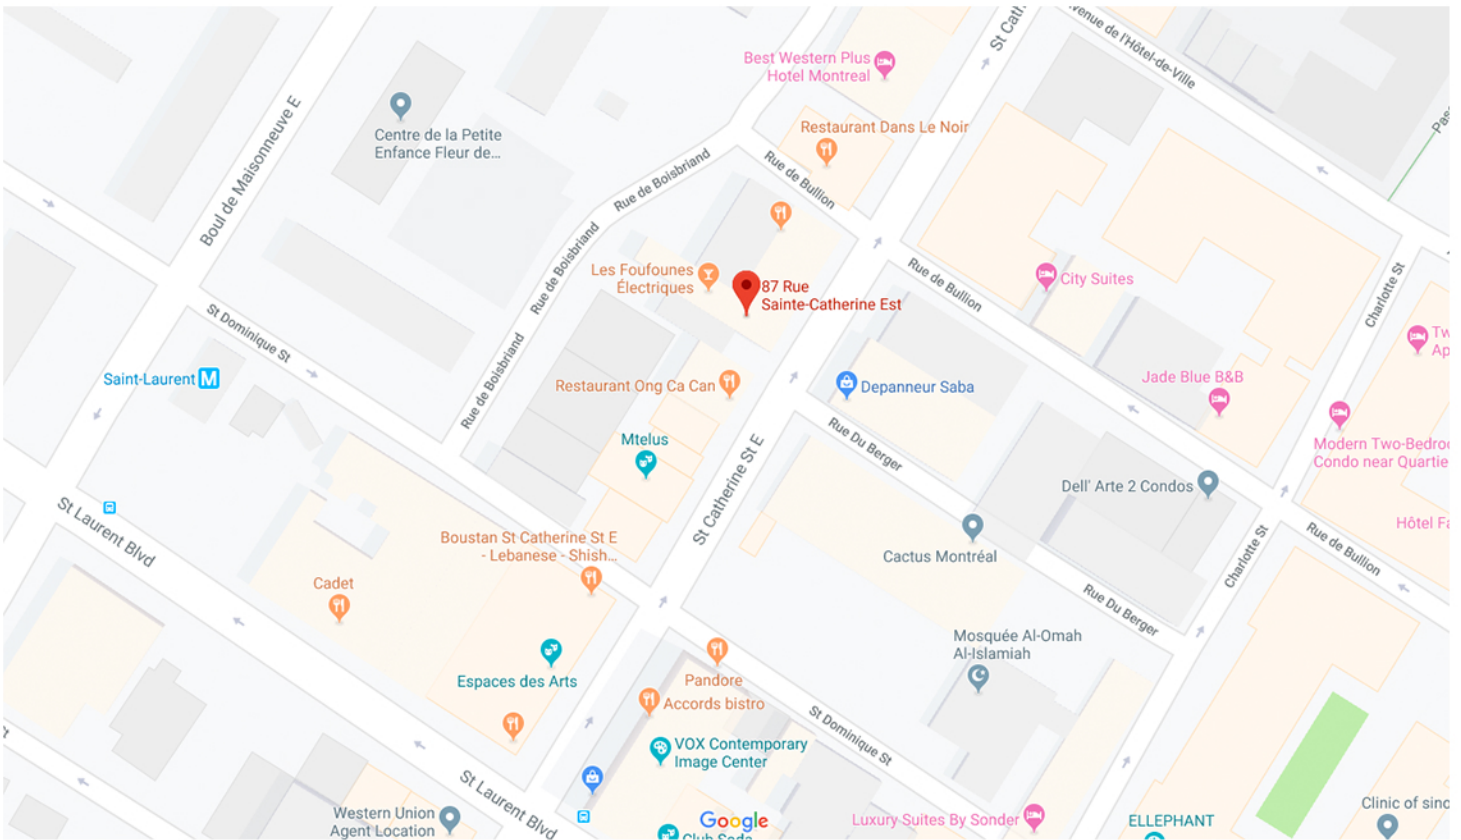 St Cath
venue de l'Hôtel-de-Ville
Best Western Plus
Hotel Montreal
Centre de la Petite
Enfance Fleur de...
Restaurant Dans Le Noir
Pas
Boul de Maisonneuve E
Rue de Boisbriand
Rue de Bullion
Rue de Boisbriand
Les Foufounes
Électriques
87 Rue
Sainte-Catherine Est
Rue de Bullion
City Suites
Charlotte St
St Dominique St
Saint-Laurent M
Rue de Boisbriand
Restaurant Ong Ca Can
Depanneur Saba
Jade Blue B&B
Tw
Ap
Mtelus
St Catherine St E
Rue Du Berger
Modern Two-Bedroo
Condo near Quartie
Dell' Arte 2 Condos
St Laurent Blvd
Boustan St Catherine St E
- Lebanese - Shish...
Cactus Montréal
Hôtel Fa
Charlotte St
Rue de Bullion
Cadet
Rue Du Berger
Mosquée Al-Omah
Al-Islamiah
Espaces des Arts
Pandore
Accords bistro
St Dominique St
VOX Contemporary
Image Center
St Laurent Blvd
Western Union
Agent Location
Google
Club Soda
Luxury Suites By Sonder
ELLEPHANT
Clinic of sino